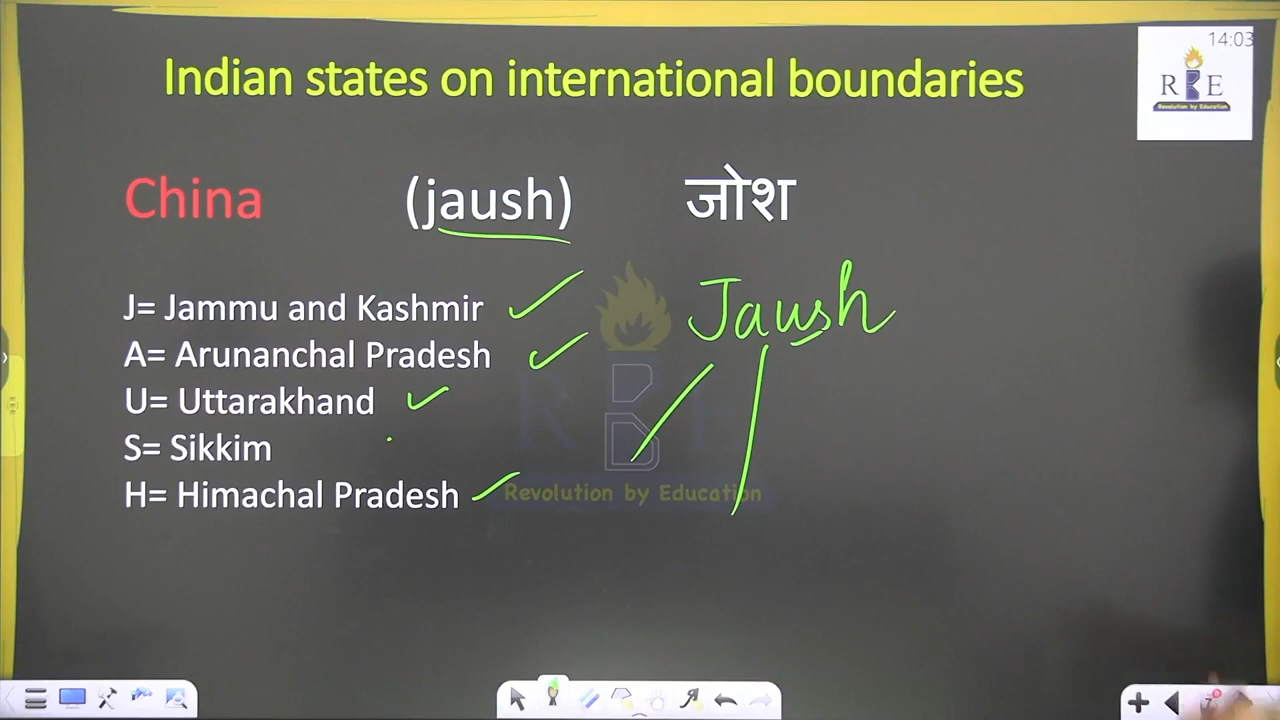 14:03
Indian states on international boundaries
R B E
Revolution by Education
China (jaush) जोश
J= Jammu and Kashmir
Jaush
A= Arunanchal Pradesh
U= Uttarakhand
R B E
S= Sikkim
H= Himachal Pradesh
Revolution by Education